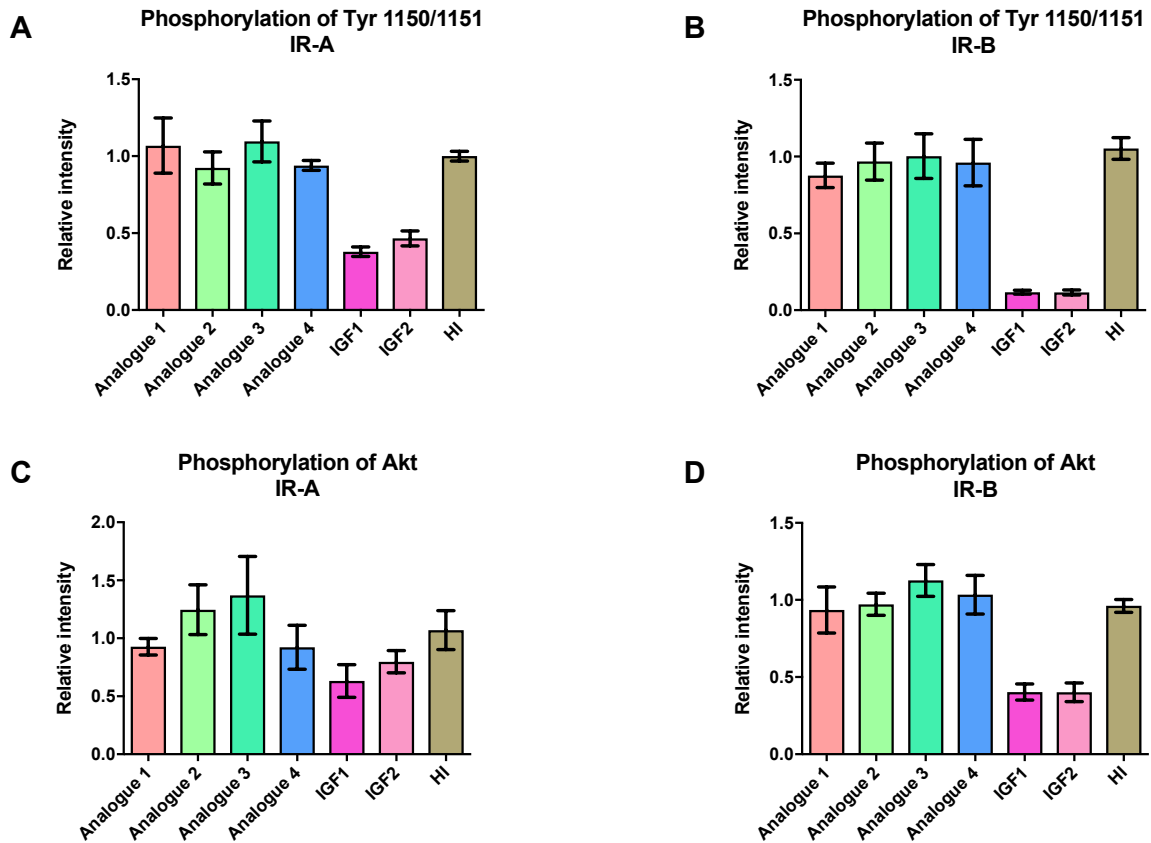 A
Phosphorylation of Tyr 1150/1151
IR-A
Relative intensity
1.5
1.0
0.5
0.0
Analogue 1
Analogue 2
Analogue 3
Analogue 4
IGF1
IGF2
HI
B
Phosphorylation of Tyr 1150/1151
IR-B
Relative intensity
1.5
1.0
0.5
0.0
Analogue 1
Analogue 2
Analogue 3
Analogue 4
IGF1
IGF2
HI
C
Phosphorylation of Akt
IR-A
Relative intensity
2.0
1.5
1.0
0.5
0.0
Analogue 1
Analogue 2
Analogue 3
Analogue 4
IGF1
IGF2
HI
D
Phosphorylation of Akt
IR-B
Relative intensity
1.5
1.0
0.5
0.0
Analogue 1
Analogue 2
Analogue 3
Analogue 4
IGF1
IGF2
HI